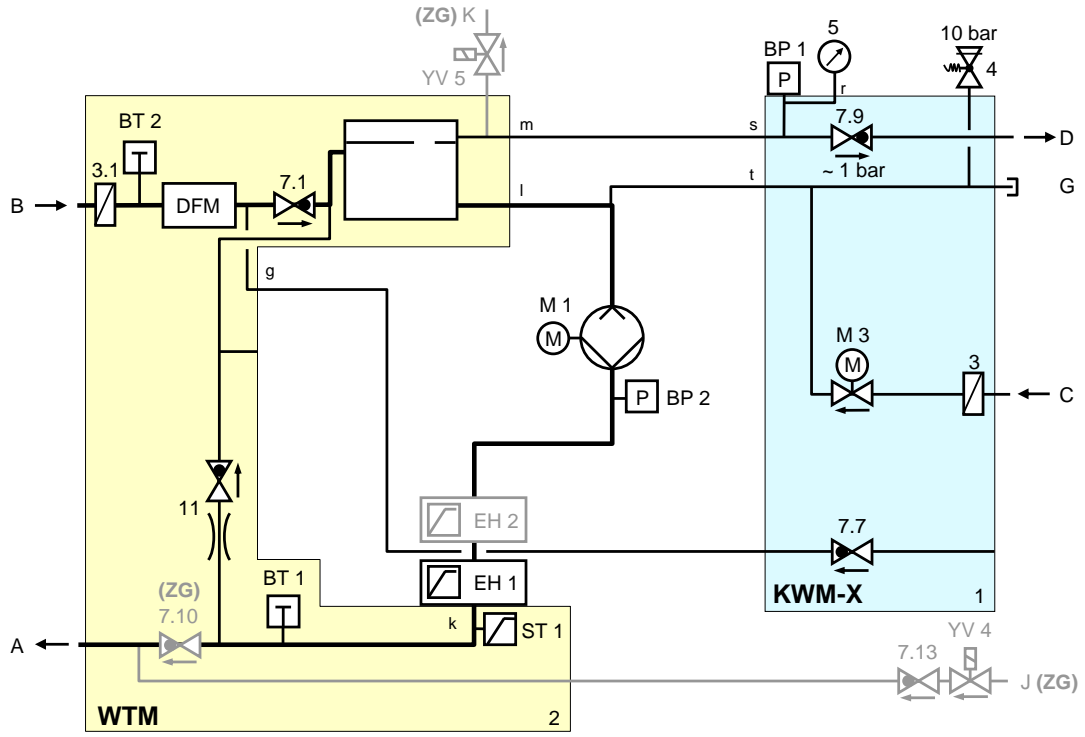 (ZG) K
YV 5
BP 1
P
5
r
10 bar
4
BT 2
3.1
B
DFM
7.1
m
s
7.9
D
~ 1 bar
t
G
l
g
M 1
M
P
BP 2
M 3
M
3
C
11
EH 2
EH 1
7.7
KWM-X
1
BT 1
(ZG)
7.10
k
ST 1
A
7.13
YV 4
J (ZG)
WTM
2